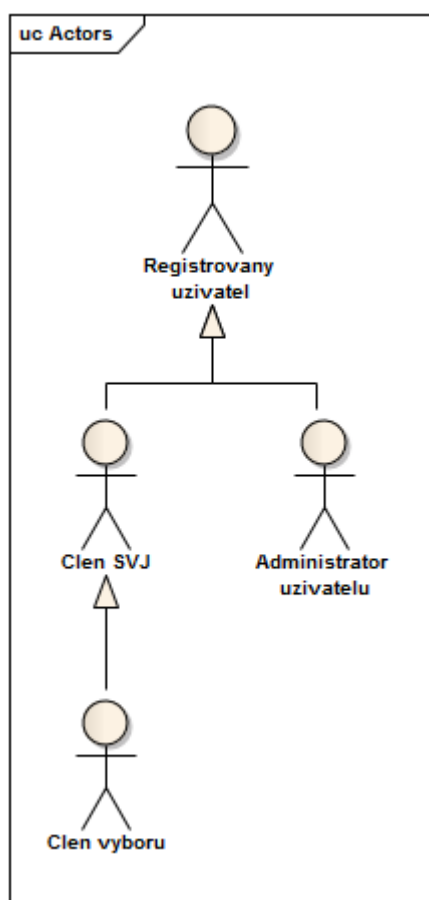 uc Actors
Registrovany
uzivatel
Clen SVJ
Administrator
uzivatelu
Clen vyboru